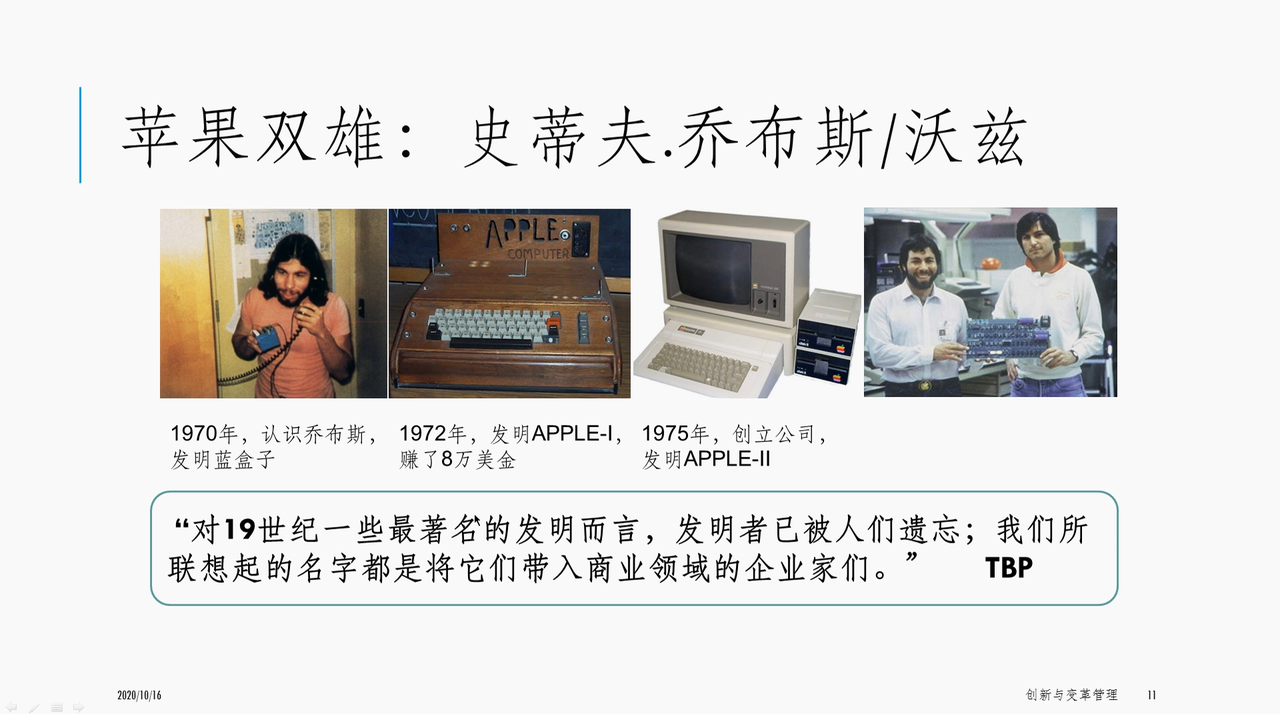 苹果双雄：史蒂夫.乔布斯/沃兹
APPLE
COMPUTER
1970年，认识乔布斯，
发明蓝盒子
1972年，发明APPLE-I，
赚了8万美金
1975年，创立公司，
发明APPLE-II
“对19世纪一些最著名的发明而言，发明者已被人们遗忘；我们所
联想起的名字都是将它们带入商业领域的企业家们。” TBP
2020/10/16
创新与变革管理
11